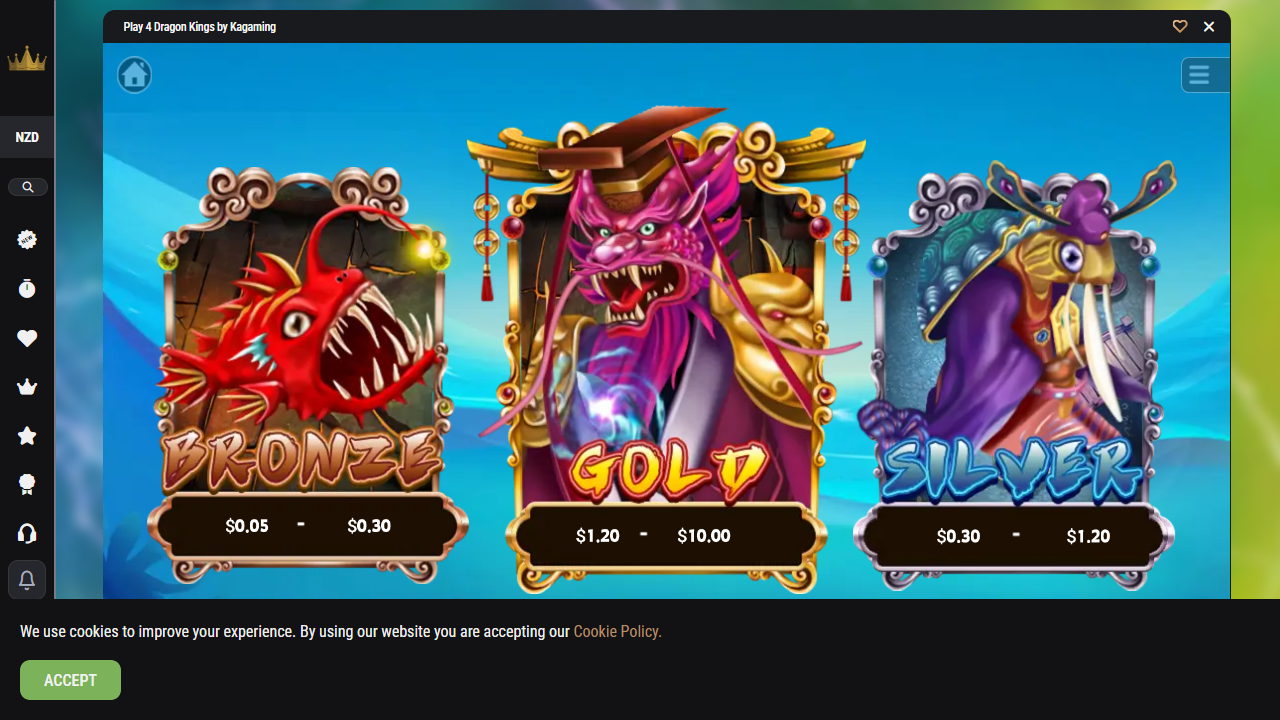 Play 4 Dragon Kings by Kagaming
NZD
NEW
BRONZE
$0.05 - $0.30
GOLD
$1.20 - $10.00
SILVER
$0.30 - $1.20
We use cookies to improve your experience. By using our website you are accepting our Cookie Policy.
ACCEPT